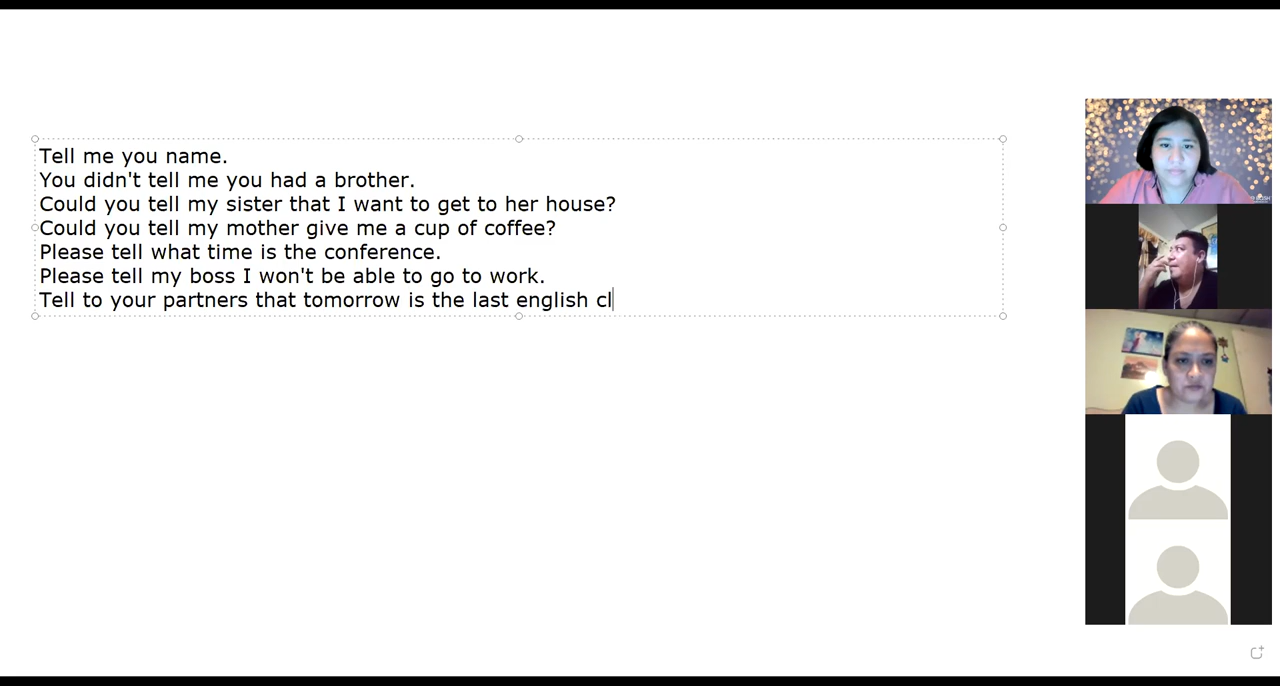 Tell me you name.
You didn't tell me you had a brother.
Could you tell my sister that I want to get to her house?
Could you tell my mother give me a cup of coffee?
Please tell what time is the conference.
Please tell my boss I won't be able to go to work.
Tell to your partners that tomorrow is the last english cl